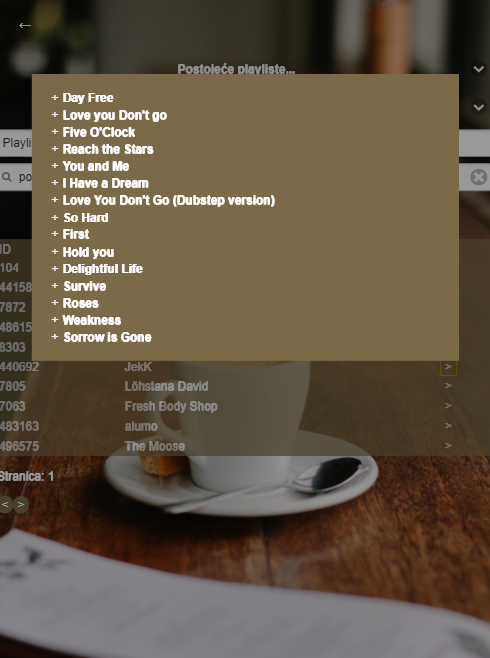 ←
Postojeće playliste...
+ Day Free
+ Love you Don't go
+ Five O'Clock
+ Reach the Stars
+ You and Me
+ I Have a Dream
+ Love You Don't Go (Dubstep version)
+ So Hard
+ First
+ Hold you
+ Delightful Life
+ Survive
+ Roses
+ Weakness
+ Sorrow is Gone
Playli
po
ID
104
44158
7872
48615
8303
440692 JekK >
7805 Löhstana David >
7063 Fresh Body Shop >
483163 alumo >
496575 The Moose >
Stranica: 1
< >